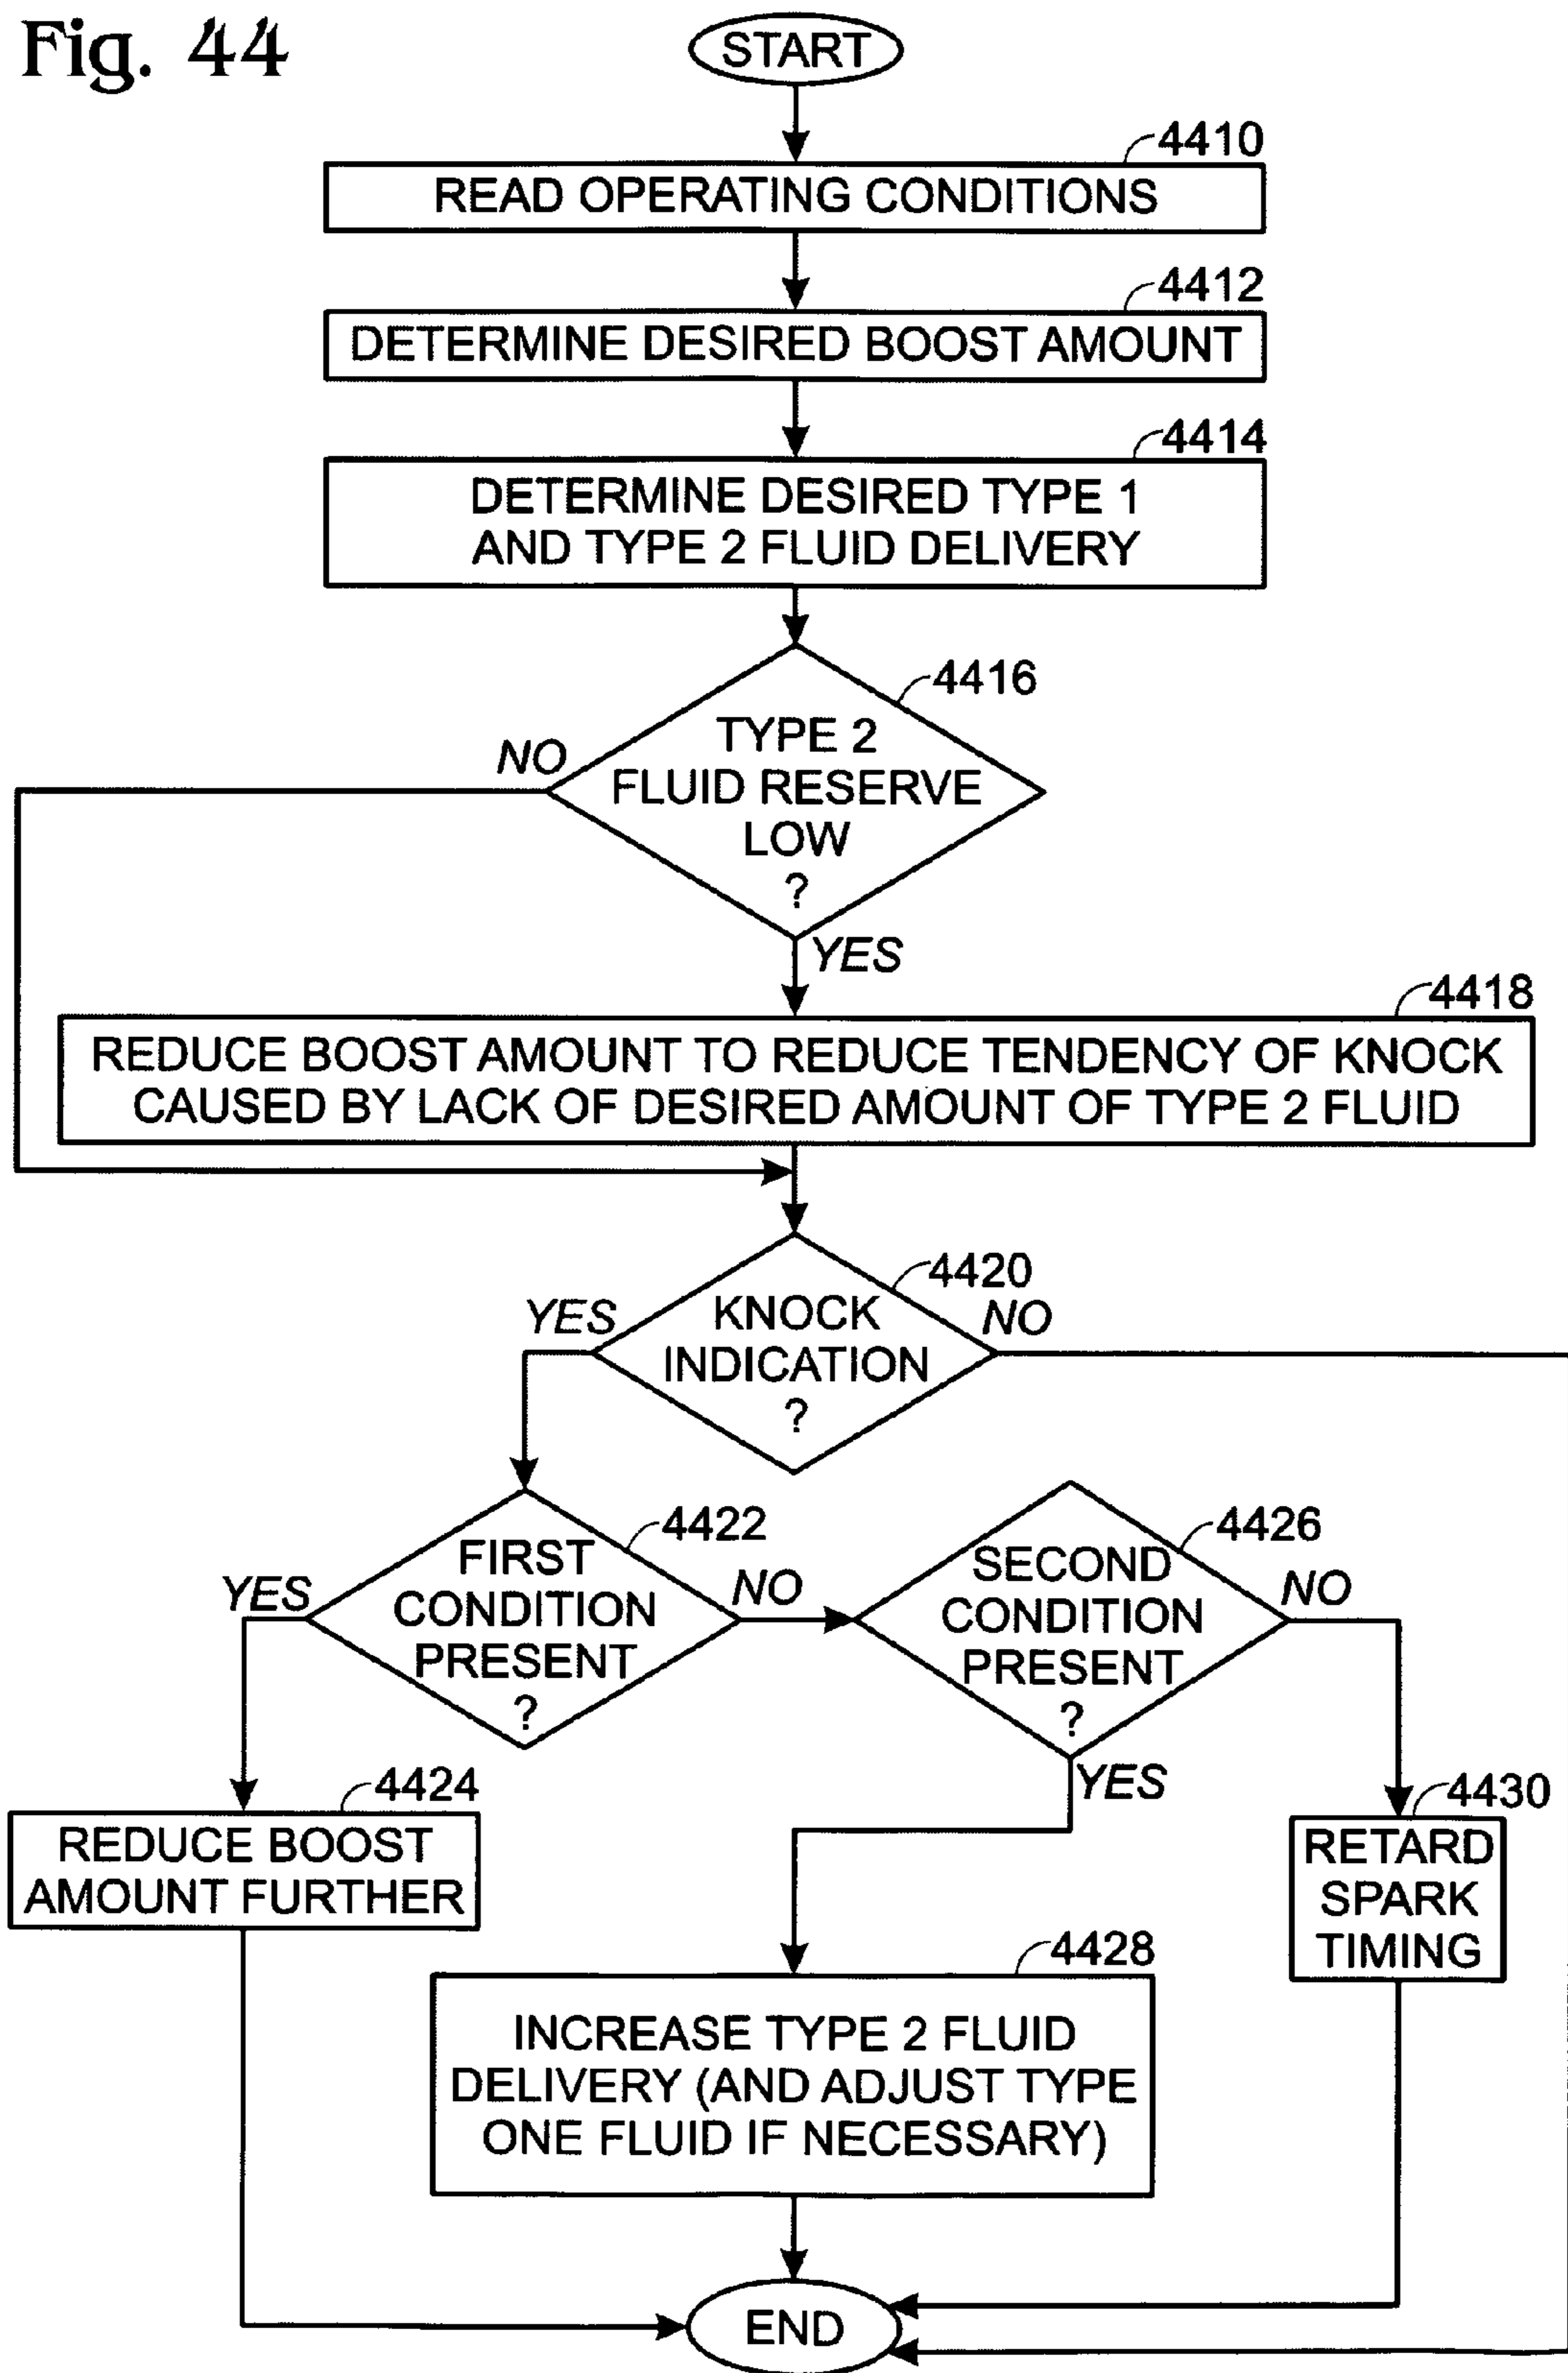 Fig. 44
START
4410
READ OPERATING CONDITIONS
4412
DETERMINE DESIRED BOOST AMOUNT
4414
DETERMINE DESIRED TYPE 1
AND TYPE 2 FLUID DELIVERY
4416
TYPE 2
FLUID RESERVE
LOW
?
NO
YES
4418
REDUCE BOOST AMOUNT TO REDUCE TENDENCY OF KNOCK
CAUSED BY LACK OF DESIRED AMOUNT OF TYPE 2 FLUID
4420
KNOCK
INDICATION
?
YES
NO
4422
FIRST
CONDITION
PRESENT
?
YES
NO
4426
SECOND
CONDITION
PRESENT
?
NO
YES
4424
REDUCE BOOST
AMOUNT FURTHER
4430
RETARD
SPARK
TIMING
4428
INCREASE TYPE 2 FLUID
DELIVERY (AND ADJUST TYPE
ONE FLUID IF NECESSARY)
END